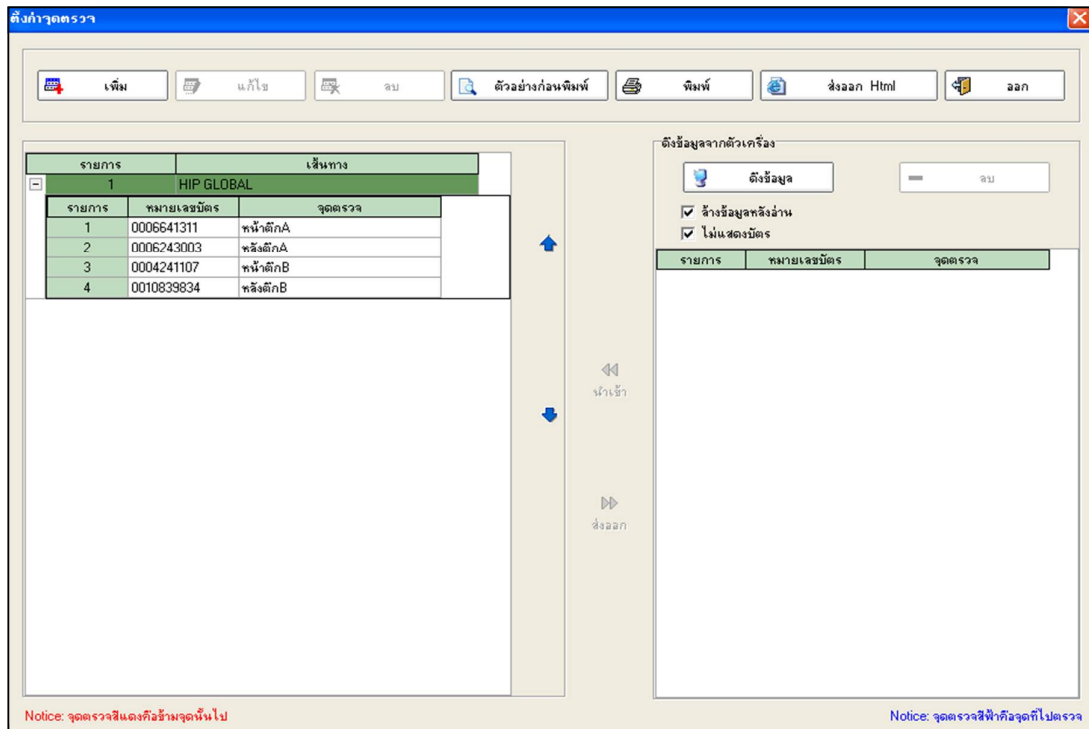 ตั้งค่าจุดตรวจ
เพิ่ม แก้ไข ลบ ตัวอย่างก่อนพิมพ์ พิมพ์ ส่งออก Html ออก
รายการ เส้นทาง
1 HIP GLOBAL
รายการ หมายเลขบัตร จุดตรวจ
1 0006641311 หน้าตึกA
2 0006243003 หลังตึกA
3 0004241107 หน้าตึกB
4 0010839834 หลังตึกB
นำเข้า
ส่งออก
ดึงข้อมูลจากตัวเครื่อง
ดึงข้อมูล ลบ
ล้างข้อมูลหลังอ่าน
ไม่แสดงบัตร
รายการ หมายเลขบัตร จุดตรวจ
Notice: จุดตรวจสีแดงคือข้ามจุดนั้นไป
Notice: จุดตรวจสีฟ้าคือจุดที่ไปตรวจ